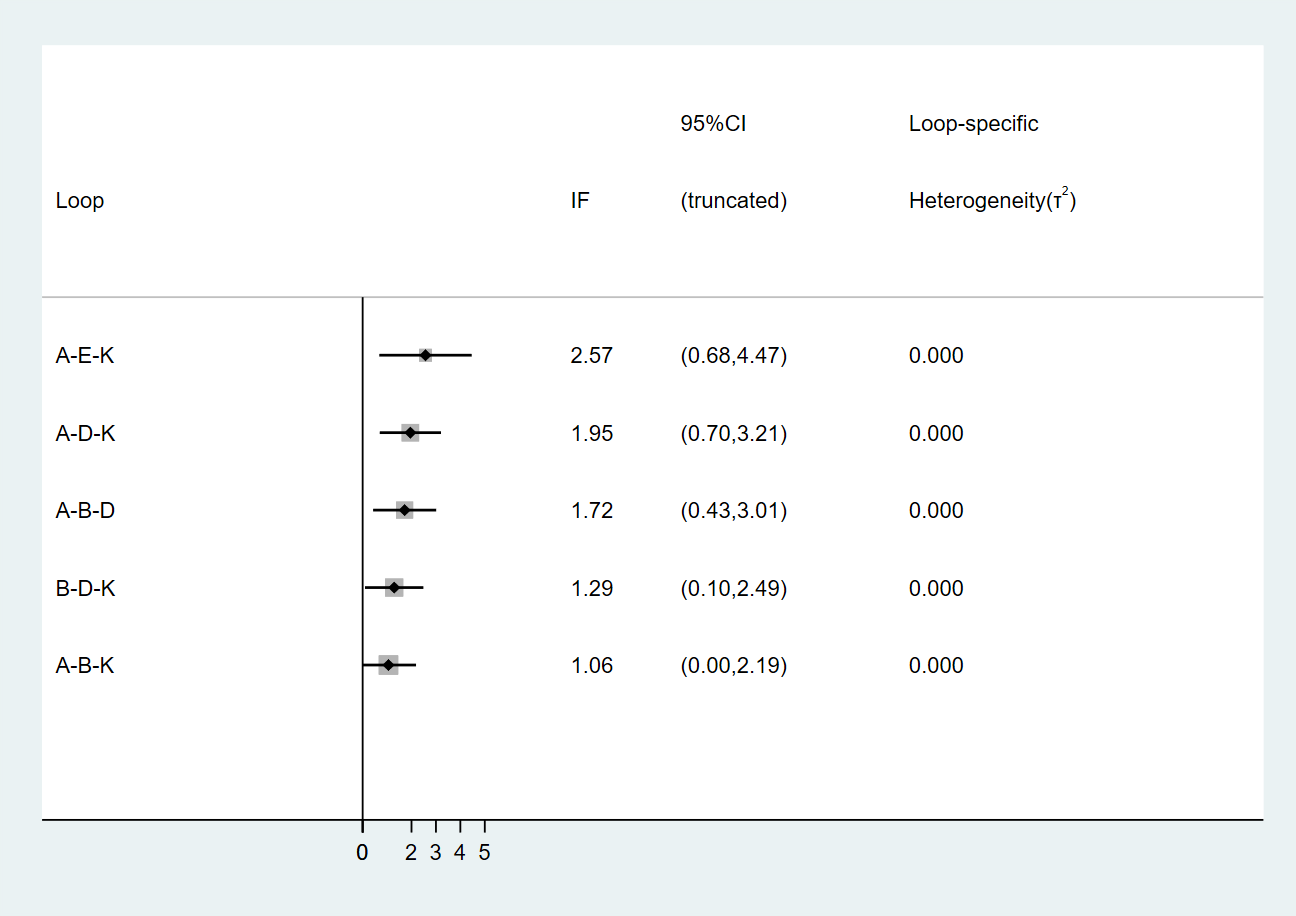 95%CI Loop-specific
Loop IF (truncated) Heterogeneity(τ²)
A-E-K 2.57 (0.68,4.47) 0.000
A-D-K 1.95 (0.70,3.21) 0.000
A-B-D 1.72 (0.43,3.01) 0.000
B-D-K 1.29 (0.10,2.49) 0.000
A-B-K 1.06 (0.00,2.19) 0.000
0 2 3 4 5